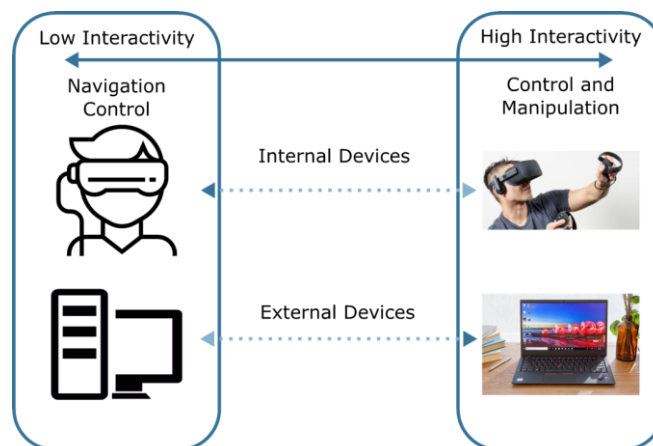 Low Interactivity
High Interactivity
Navigation
Control
Control and
Manipulation
Internal Devices
External Devices